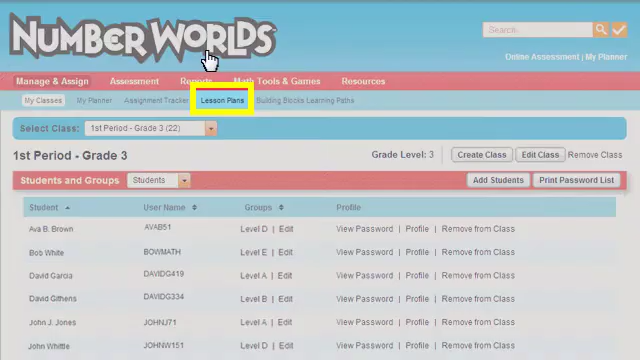 NUMBER WORLDS
Search
Online Assessment | My Planner
Manage & Assign Assessment Reports Math Tools & Games Resources
My Classes My Planner Assignment Tracker Lesson Plans Building Blocks Learning Paths
Select Class: 1st Period - Grade 3 (22)
1st Period - Grade 3 Grade Level: 3 Create Class Edit Class Remove Class
Students and Groups Students Add Students Print Password List
Student User Name Groups Profile
Ava B. Brown AVAB51 Level D | Edit View Password | Profile | Remove from Class
Bob White BOWMATH Level E | Edit View Password | Profile | Remove from Class
David Garcia DAVIDG419 Level A | Edit View Password | Profile | Remove from Class
David Githens DAVIDG334 Level B | Edit View Password | Profile | Remove from Class
John J. Jones JOHNJ71 Level A | Edit View Password | Profile | Remove from Class
John Whittle JOHNW151 Level D | Edit View Password | Profile | Remove from Class